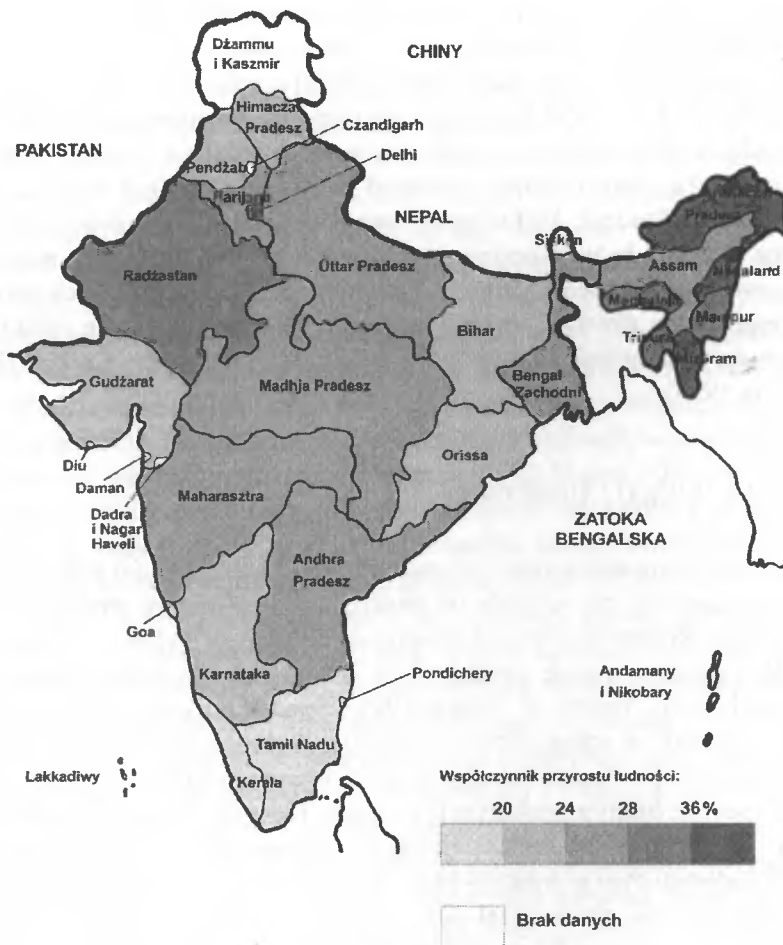 Dżammu
i Kaszmir
CHINY
Himaczal
Pradesz
Czandigarh
PAKISTAN
Pendżab
Delhi
NEPAL
Radżastan
Uttar Pradesz
Assam
Pradesz
Nagaland
Bihar
Manipur
Gudżarat
Madhja Pradesz
Bengal
Zachodni
Diu
Daman
Orissa
Maharasztra
Dadra
i Nagar
Haveli
ZATOKA
BENGALSKA
Andhra
Pradesz
Goa
Karnataka
Pondichery
Andamany
i Nikobary
Tamil Nadu
Lakkadiwy
Kerala
Współczynnik przyrostu ludności:
20 24 28 36%
Brak danych